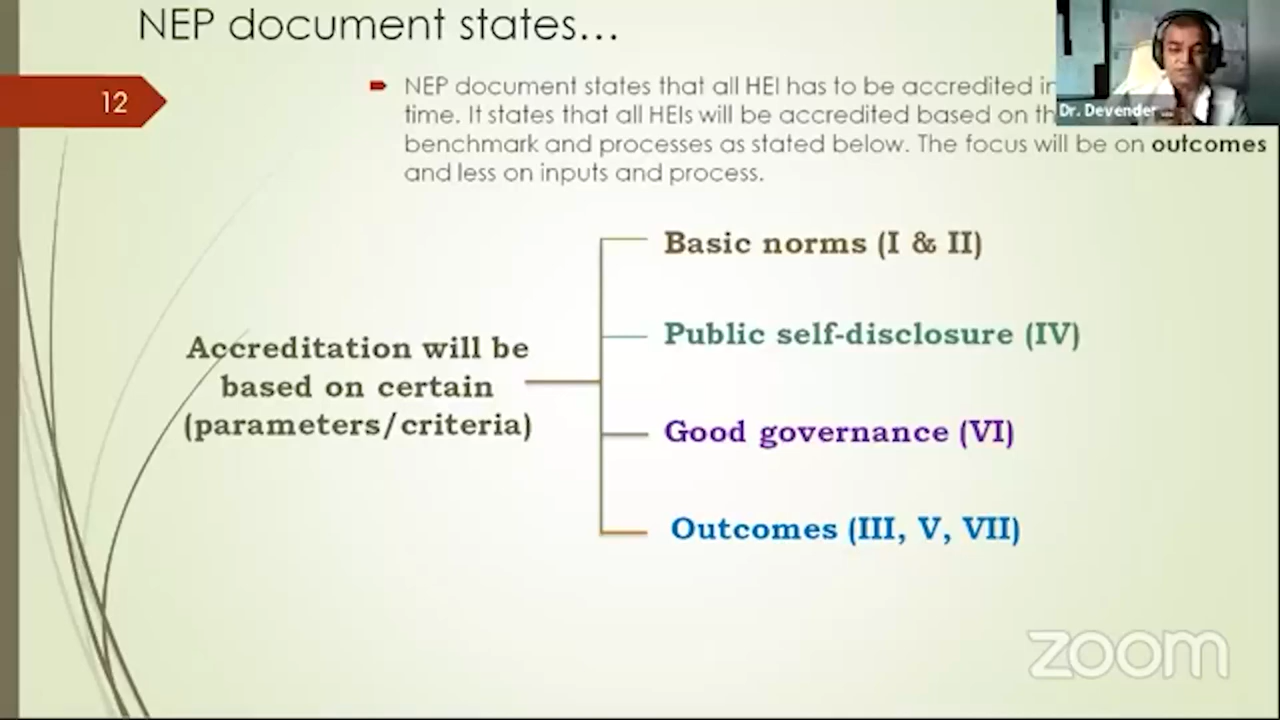 NEP document states...
12
NEP document states that all HEI has to be accredited in
time. It states that all HEIs will be accredited based on th
benchmark and processes as stated below. The focus will be on outcomes
and less on inputs and process.
Dr. Devender ...
Basic norms (I & II)
Public self-disclosure (IV)
Accreditation will be
based on certain
(parameters/criteria)
Good governance (VI)
Outcomes (III, V, VII)
zoom